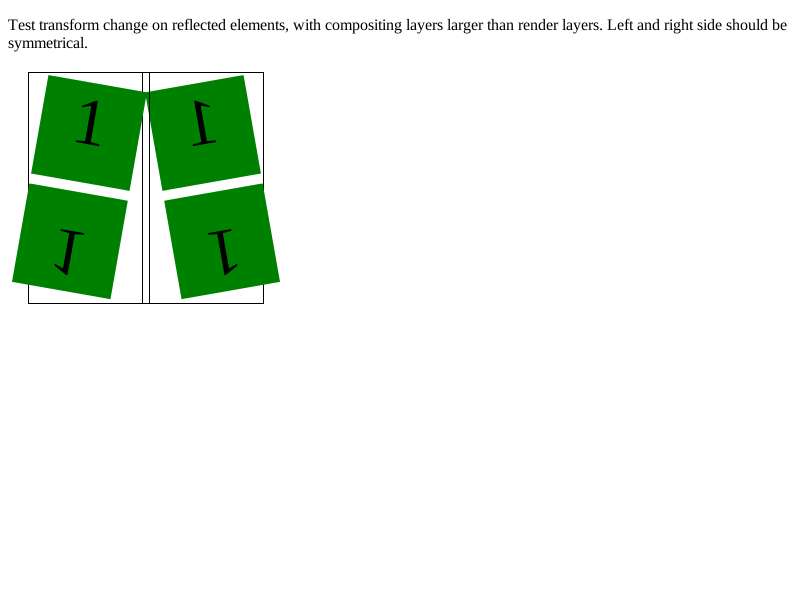 Test transform change on reflected elements, with compositing layers larger than render layers. Left and right side should be
symmetrical.
1 1
1 1